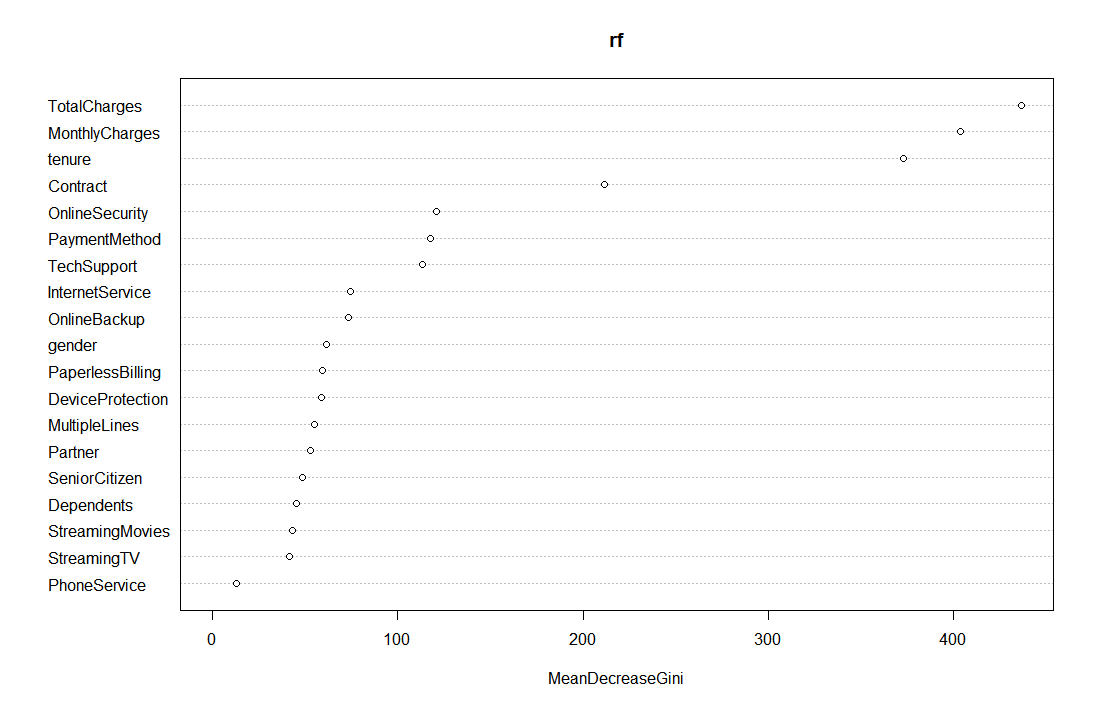 rf
TotalCharges
MonthlyCharges
tenure
Contract
OnlineSecurity
PaymentMethod
TechSupport
InternetService
OnlineBackup
gender
PaperlessBilling
DeviceProtection
MultipleLines
Partner
SeniorCitizen
Dependents
StreamingMovies
StreamingTV
PhoneService
0 100 200 300 400
MeanDecreaseGini